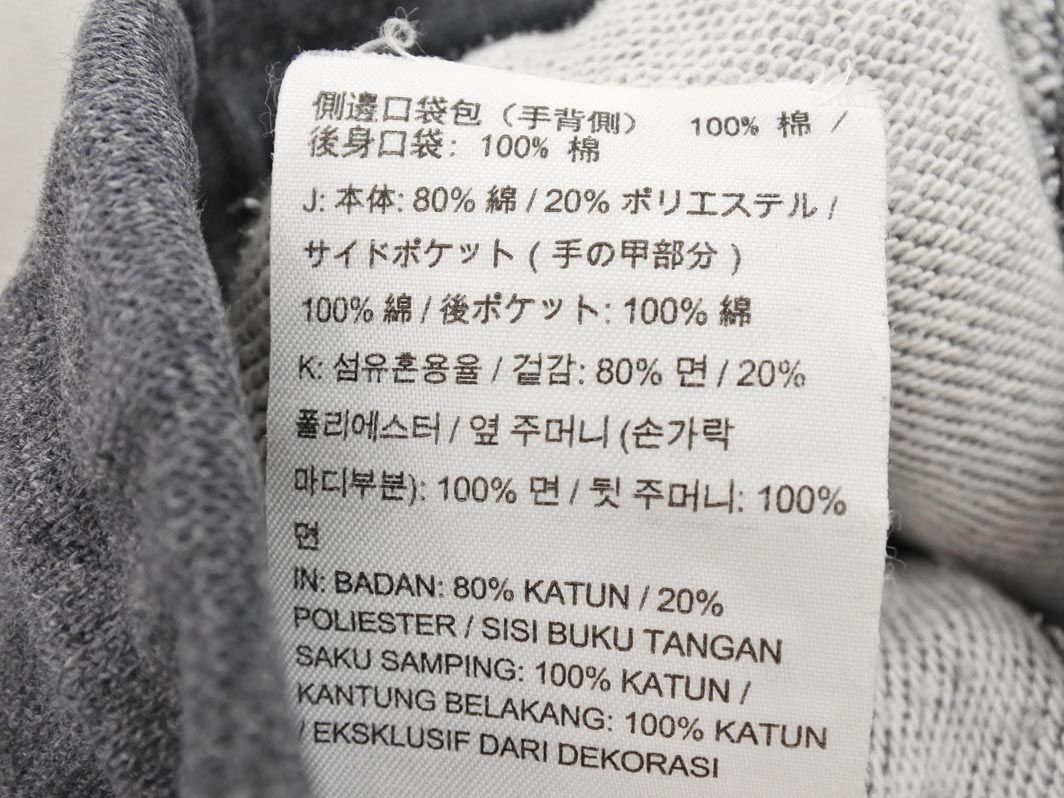 側邊口袋包（手背側） 100% 棉 /
後身口袋: 100% 棉
J: 本体: 80% 綿 / 20% ポリエステル /
サイドポケット ( 手の甲部分 )
100% 綿 / 後ポケット: 100% 綿
K: 섬유혼용율 / 겉감: 80% 면 / 20%
폴리에스터 / 옆 주머니 (손가락
마디부분): 100% 면 / 뒷 주머니: 100%
면
IN: BADAN: 80% KATUN / 20%
POLIESTER / SISI BUKU TANGAN
SAKU SAMPING: 100% KATUN /
KANTUNG BELAKANG: 100% KATUN
/ EKSKLUSIF DARI DEKORASI